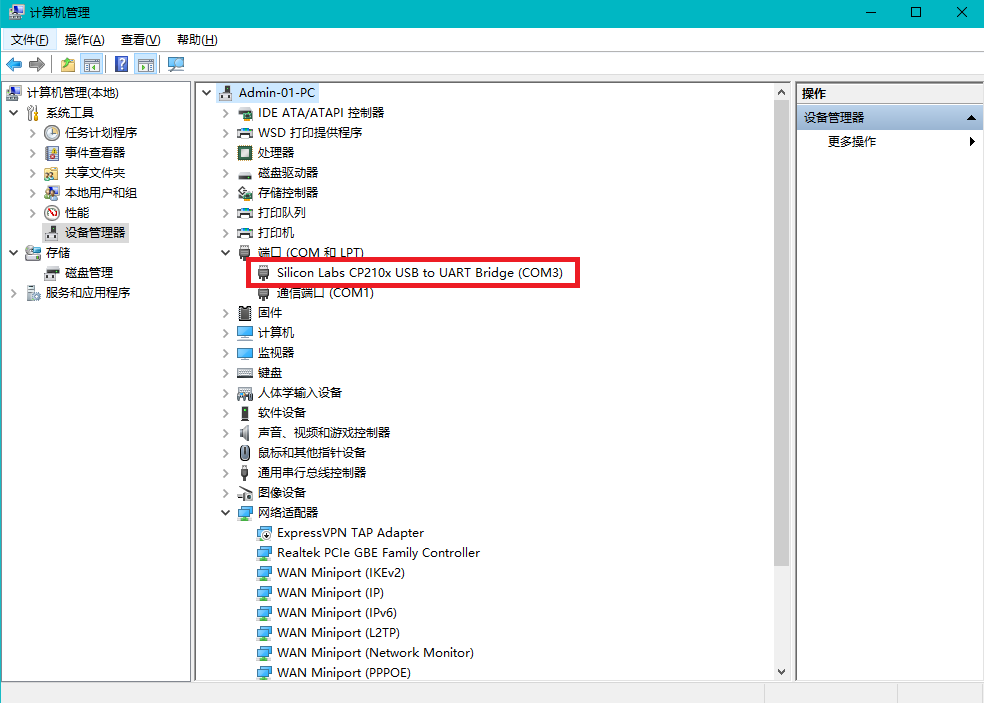 计算机管理
文件(F) 操作(A) 查看(V) 帮助(H)
计算机管理(本地)
系统工具
任务计划程序
事件查看器
共享文件夹
本地用户和组
性能
设备管理器
存储
磁盘管理
服务和应用程序
Admin-01-PC
IDE ATA/ATAPI 控制器
WSD 打印提供程序
处理器
磁盘驱动器
存储控制器
打印队列
打印机
端口 (COM 和 LPT)
Silicon Labs CP210x USB to UART Bridge (COM3)
通信端口 (COM1)
固件
计算机
监视器
键盘
人体学输入设备
软件设备
声音、视频和游戏控制器
鼠标和其他指针设备
通用串行总线控制器
图像设备
网络适配器
ExpressVPN TAP Adapter
Realtek PCIe GBE Family Controller
WAN Miniport (IKEv2)
WAN Miniport (IP)
WAN Miniport (IPv6)
WAN Miniport (L2TP)
WAN Miniport (Network Monitor)
WAN Miniport (PPPOE)
操作
设备管理器
更多操作